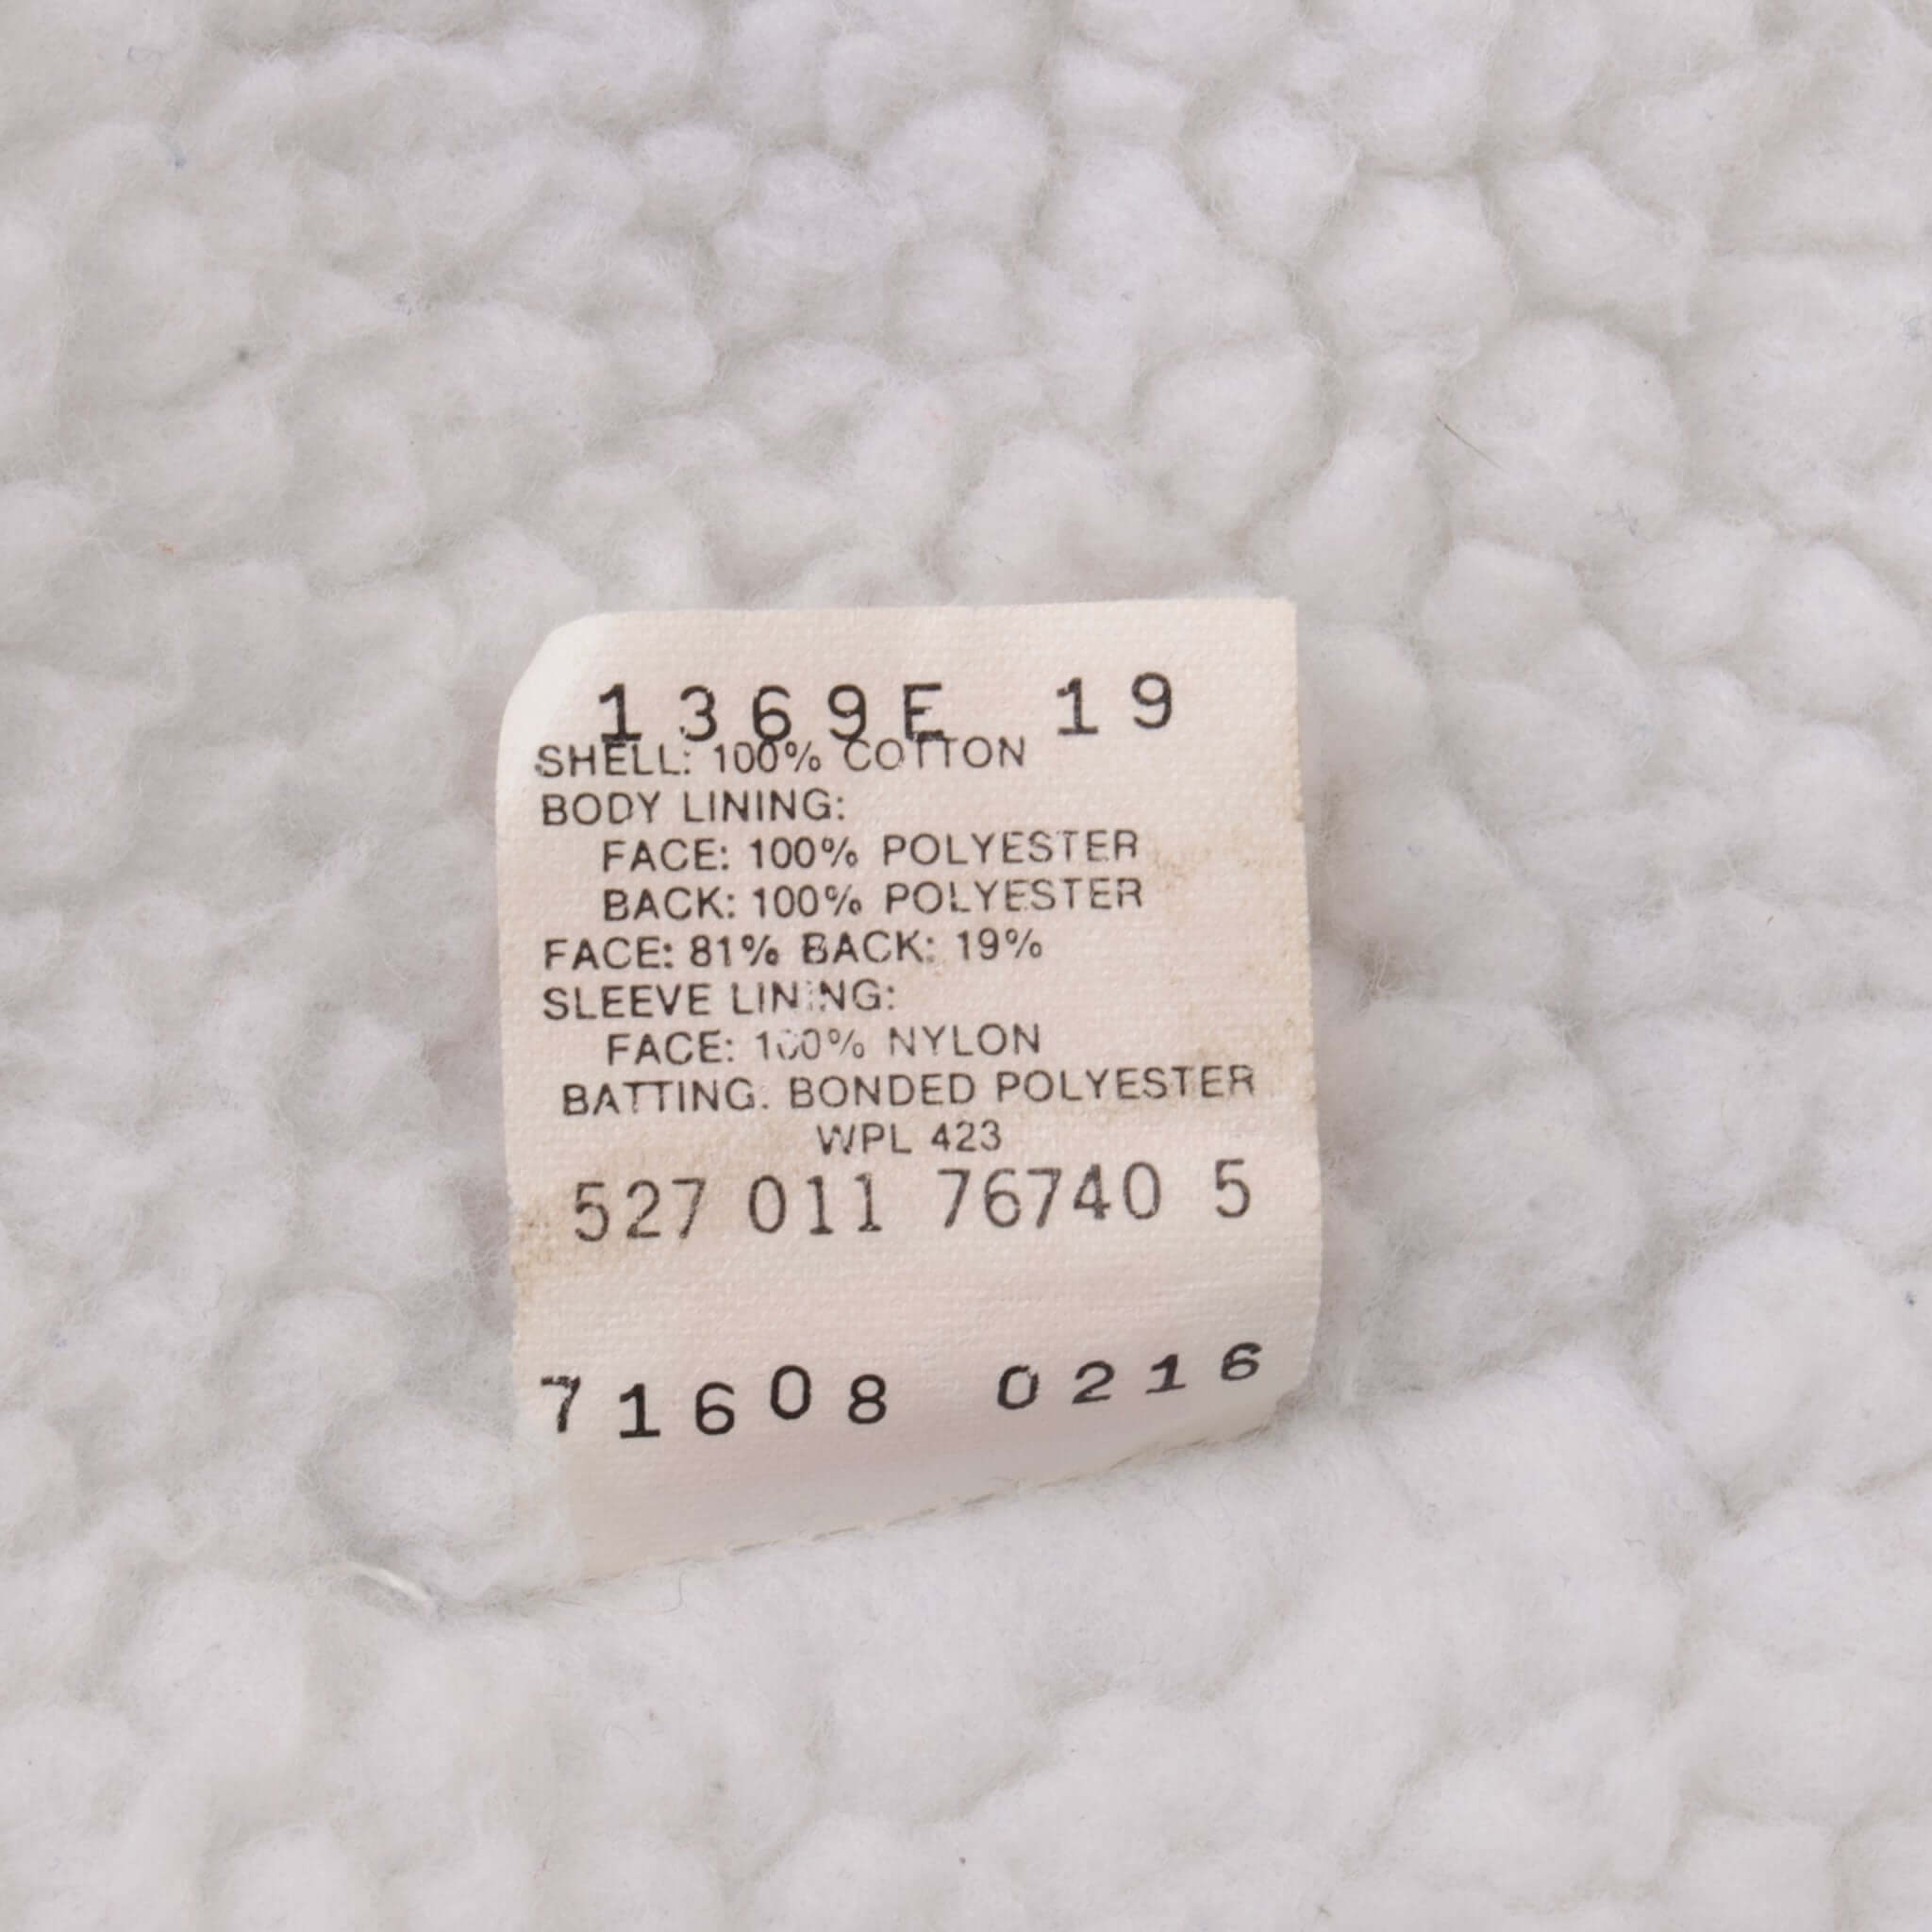 1369E 19
SHELL: 100% COTTON
BODY LINING:
FACE: 100% POLYESTER
BACK: 100% POLYESTER
FACE: 81% BACK: 19%
SLEEVE LINING:
FACE: 100% NYLON
BATTING. BONDED POLYESTER
WPL 423
527 011 76740 5
71608 0216